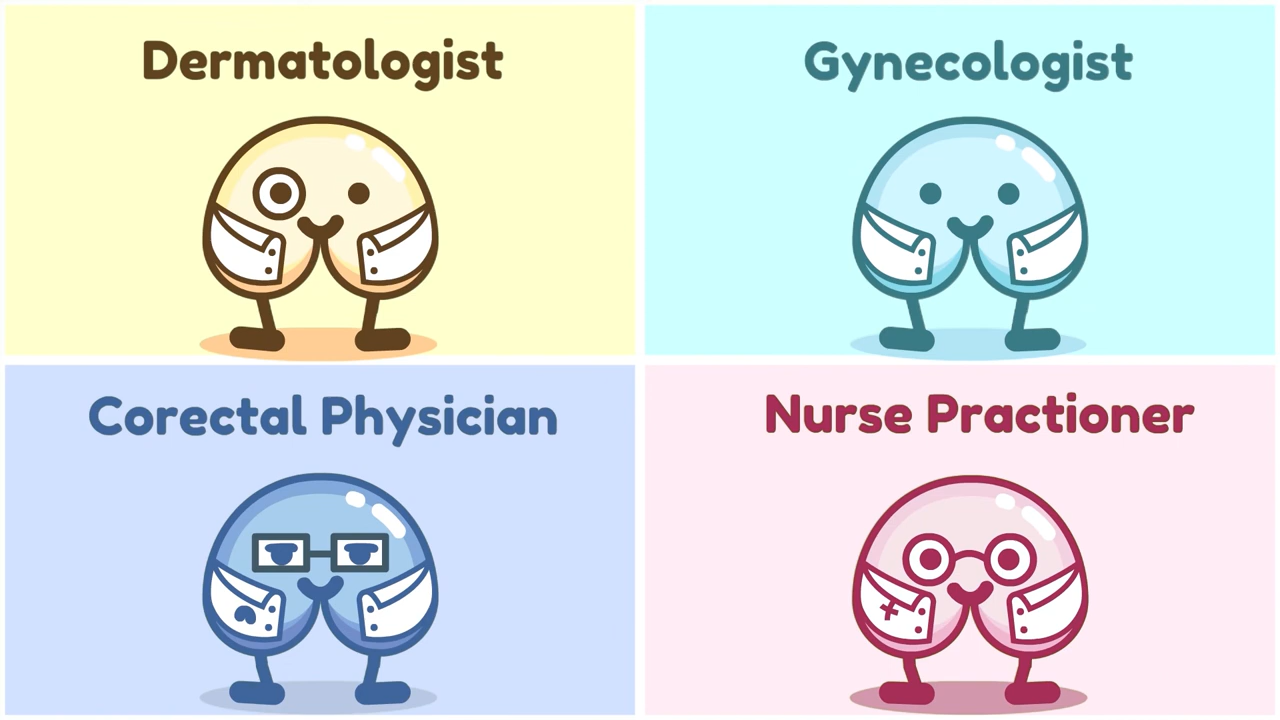 Dermatologist
Gynecologist
Corectal Physician
Nurse Practioner